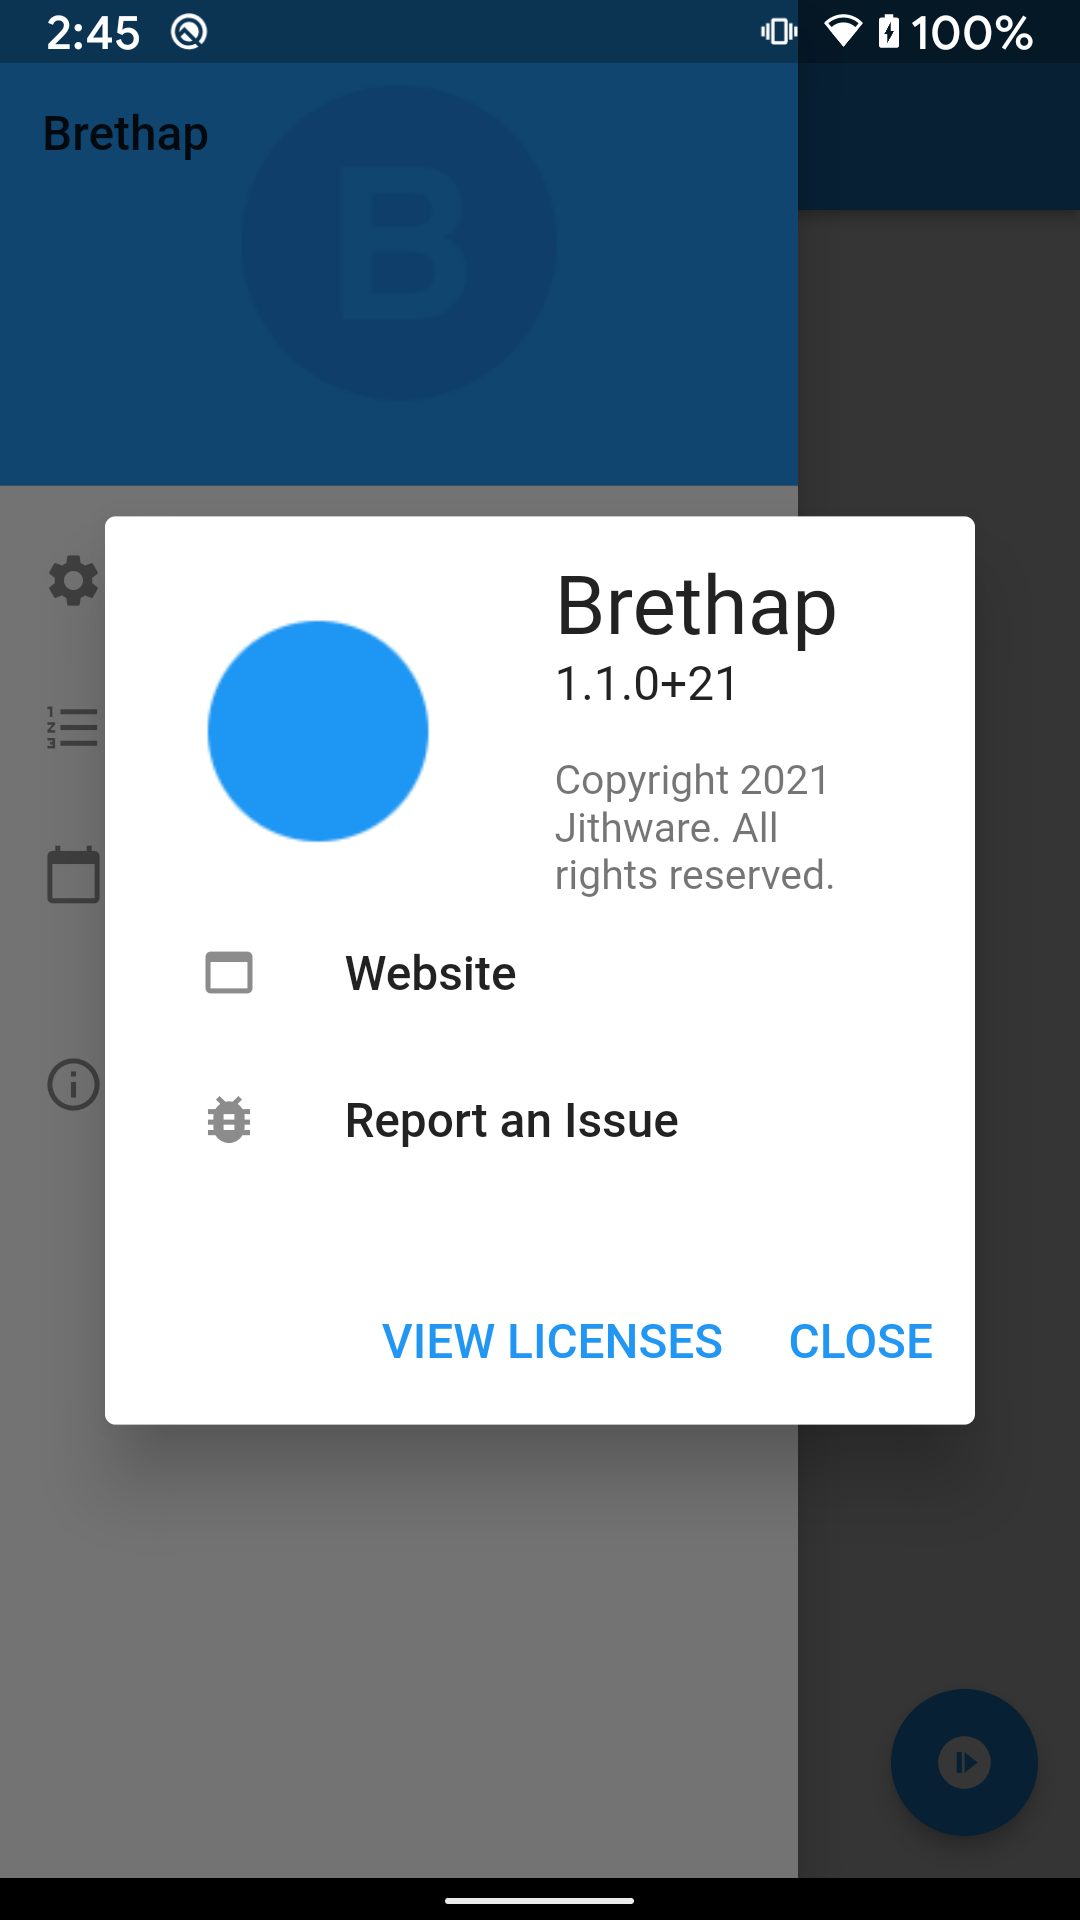 2:45 100%
Brethap
B
Brethap
1.1.0+21
Copyright 2021
Jithware. All
rights reserved.
Website
Report an Issue
VIEW LICENSES CLOSE